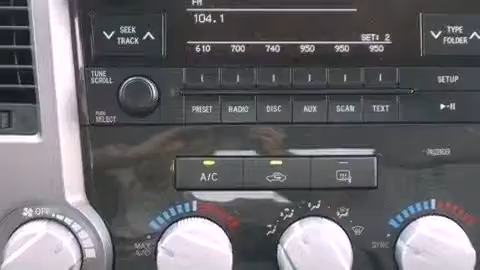 FM
104.1
SET: 2
610 700 740 950 950 950
SEEK
TRACK
TYPE
FOLDER
TUNE
SCROLL
PUSH
SELECT
SETUP
PRESET RADIO DISC AUX SCAN TEXT
PASSENGER
A/C
OFF
MAX
A/C
SYNC